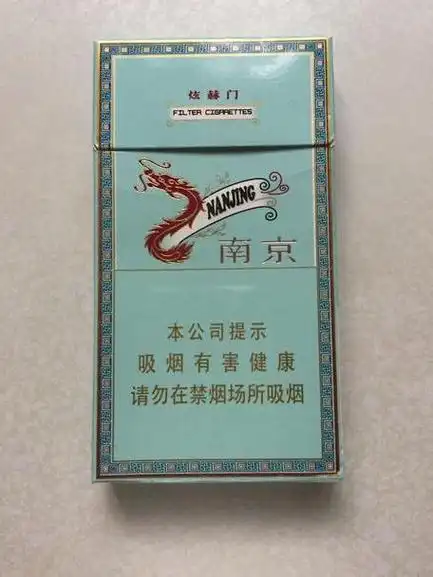 炫赫门
FILTER CIGARETTES
NANJING
南京
本公司提示
吸烟有害健康
请勿在禁烟场所吸烟